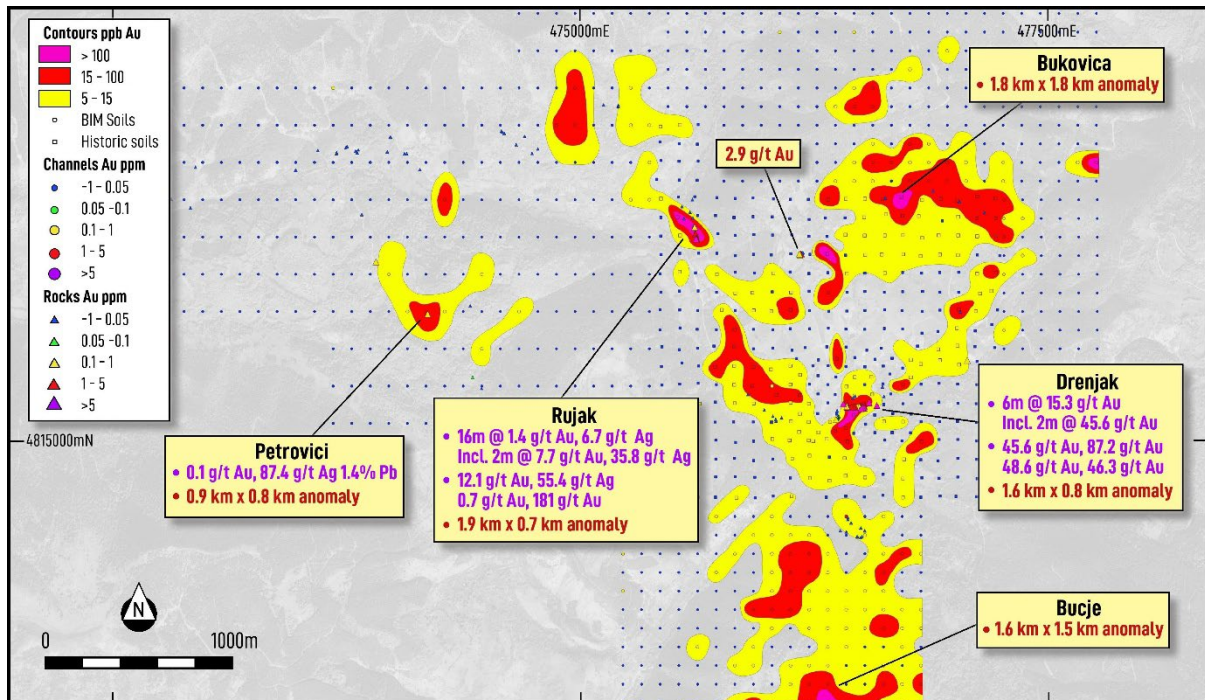 475000mE
477500mE
Contours ppb Au
> 100
15 - 100
5 - 15
BIM Soils
Historic soils
Channels Au ppm
-1 - 0.05
0.05 -0.1
0.1 - 1
1 - 5
>5
Rocks Au ppm
-1 - 0.05
0.05 - 0.1
0.1 - 1
1 - 5
>5
Bukovica
• 1.8 km x 1.8 km anomaly
2.9 g/t Au
4815000mN
Petrovici
• 0.1 g/t Au, 87.4 g/t Ag 1.4% Pb
• 0.9 km x 0.8 km anomaly
Rujak
• 16m @ 1.4 g/t Au, 6.7 g/t Ag
Incl. 2m @ 7.7 g/t Au, 35.8 g/t Ag
• 12.1 g/t Au, 55.4 g/t Ag
0.7 g/t Au, 181 g/t Au
• 1.9 km x 0.7 km anomaly
Drenjak
• 6m @ 15.3 g/t Au
Incl. 2m @ 45.6 g/t Au
• 45.6 g/t Au, 87.2 g/t Au
48.6 g/t Au, 46.3 g/t Au
• 1.6 km x 0.8 km anomaly
Bucje
• 1.6 km x 1.5 km anomaly
N
0 1000m